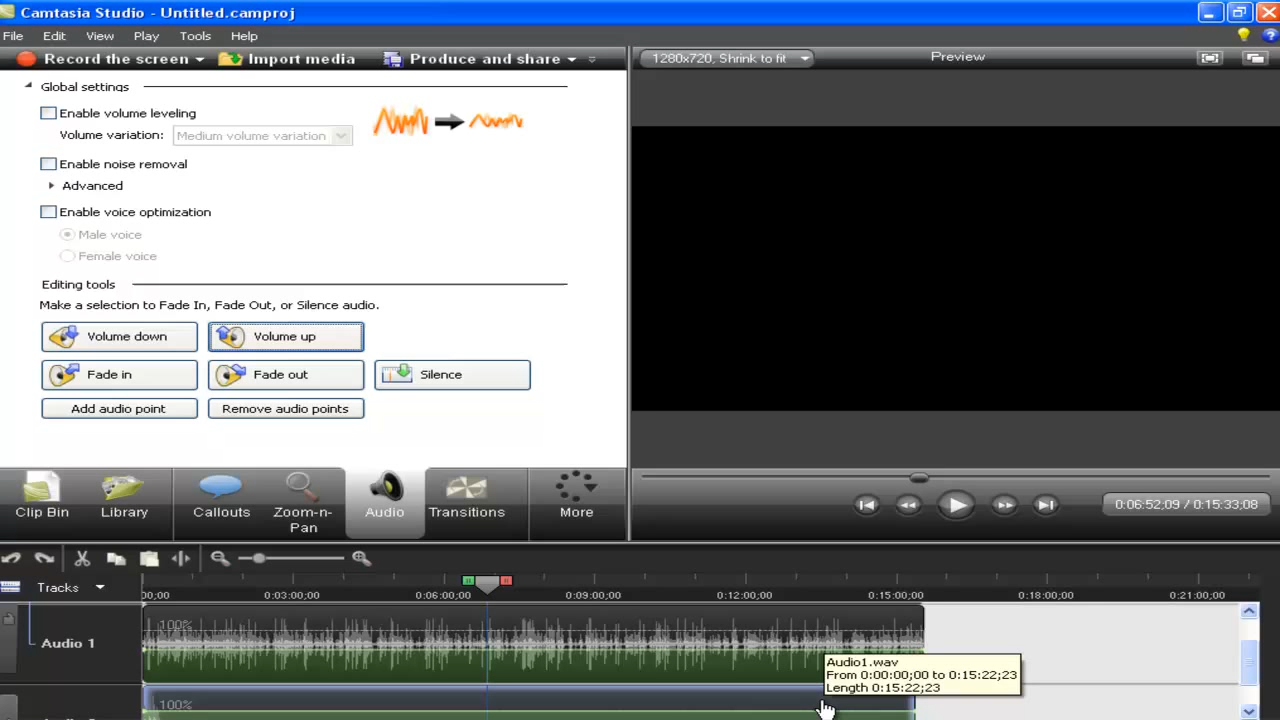 Camtasia Studio - Untitled.camproj
File Edit View Play Tools Help
Record the screen Import media Produce and share 1280x720, Shrink to fit Preview
Global settings
Enable volume leveling
Volume variation: Medium volume variation
Enable noise removal
Advanced
Enable voice optimization
Male voice
Female voice
Editing tools
Make a selection to Fade In, Fade Out, or Silence audio.
Volume down Volume up
Fade in Fade out Silence
Add audio point Remove audio points
Clip Bin Library Callouts Zoom-n-Pan Audio Transitions More
0:06:52;09 / 0:15:33;08
Tracks
00;00 0:03:00;00 0:06:00;00 0:09:00;00 0:12:00;00 0:15:00;00 0:18:00;00 0:21:00;00
100%
Audio 1
Audio1.wav
From 0:00:00;00 to 0:15:22;23
Length 0:15:22;23
100%